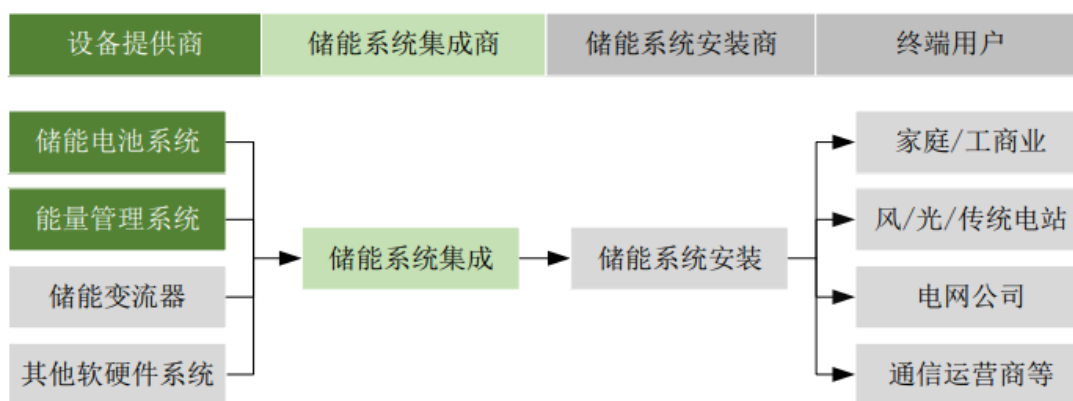 设备提供商
储能系统集成商
储能系统安装商
终端用户
储能电池系统
能量管理系统
储能变流器
其他软硬件系统
储能系统集成
储能系统安装
家庭/工商业
风/光/传统电站
电网公司
通信运营商等